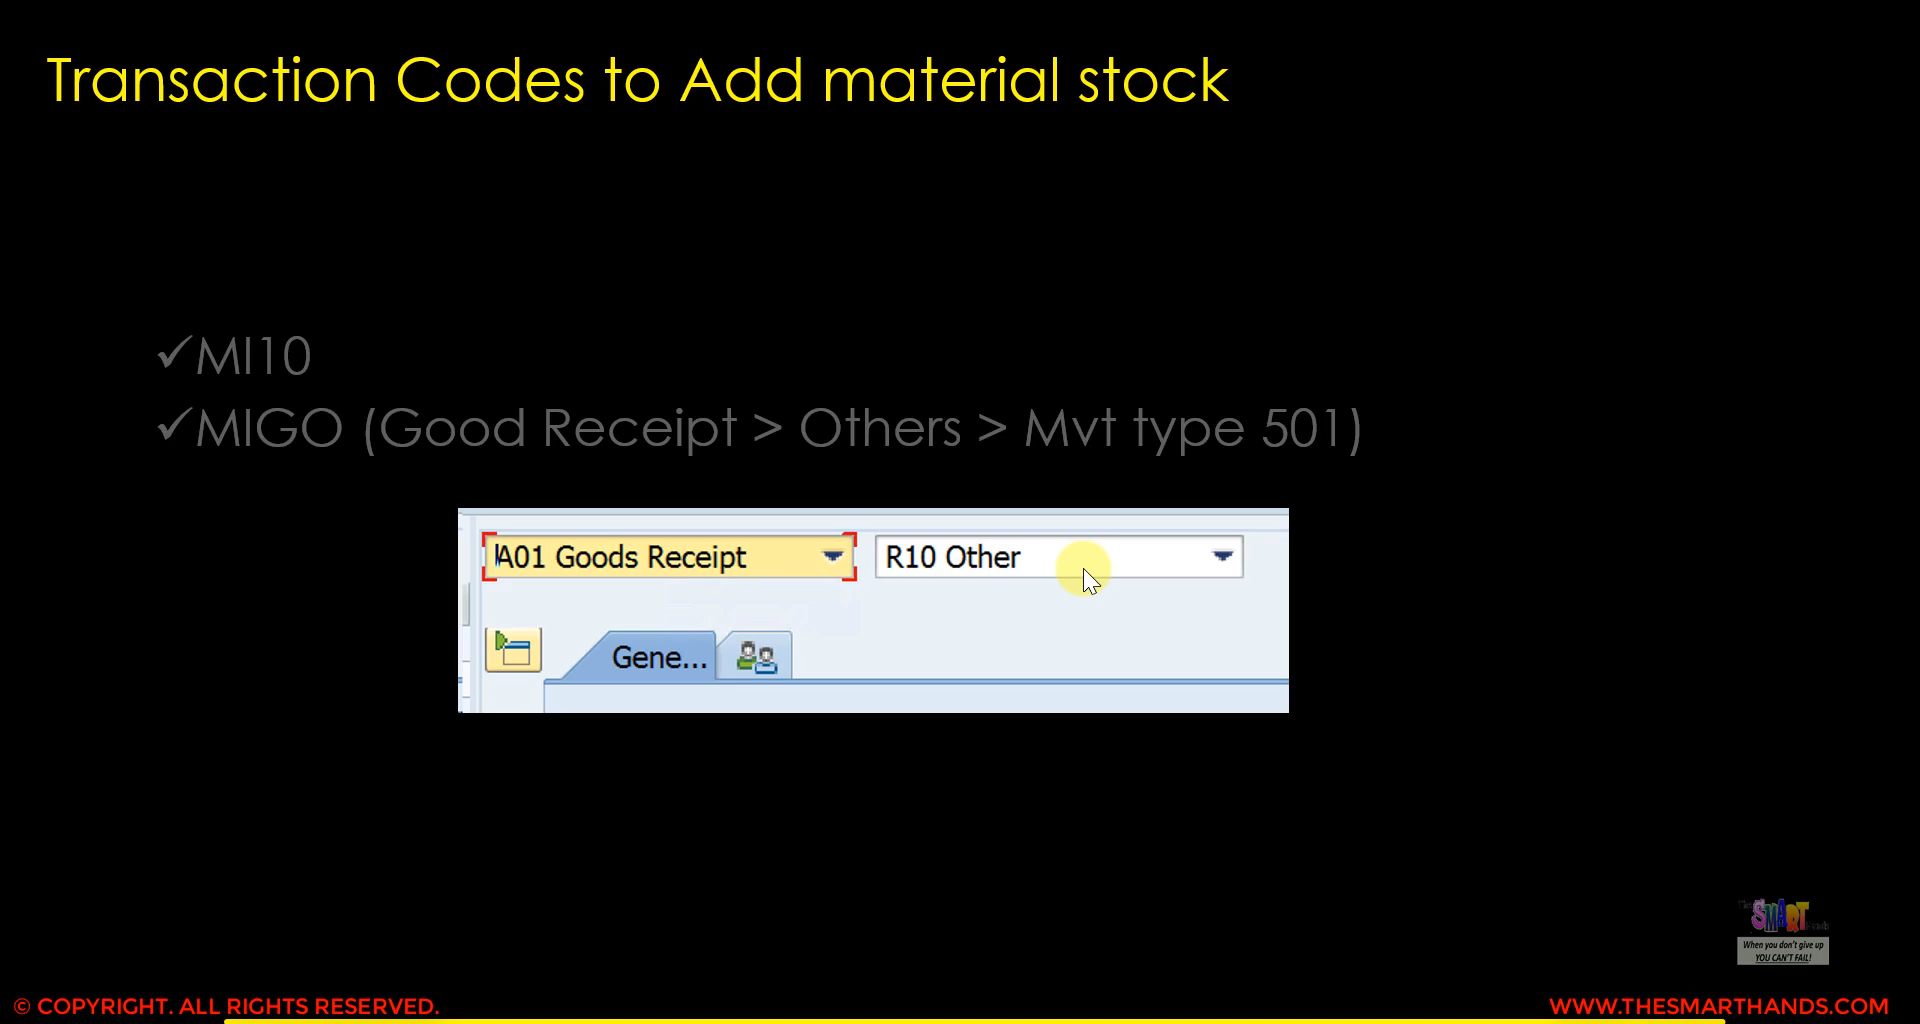 Transaction Codes to Add material stock
✓MI10
✓MIGO (Good Receipt > Others > Mvt type 501)
A01 Goods Receipt
R10 Other
Gene...
SMART
When you don't give up
YOU CAN'T FAIL!
© COPYRIGHT. ALL RIGHTS RESERVED.
WWW.THESMARTHANDS.COM